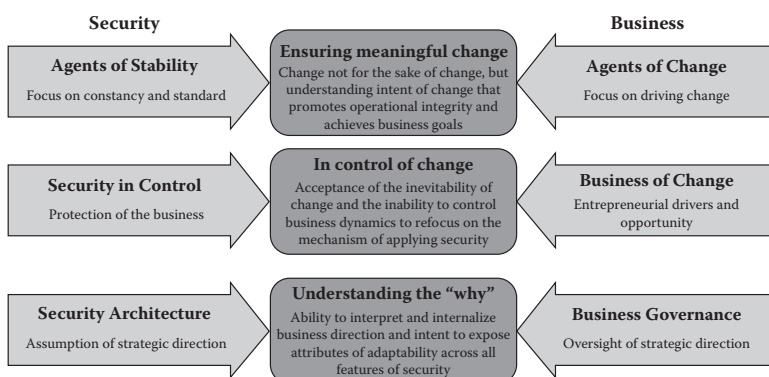 Security
Business
Agents of Stability
Focus on constancy and standard
Ensuring meaningful change
Change not for the sake of change, but
understanding intent of change that
promotes operational integrity and
achieves business goals
Agents of Change
Focus on driving change
Security in Control
Protection of the business
In control of change
Acceptance of the inevitability of
change and the inability to control
business dynamics to refocus on the
mechanism of applying security
Business of Change
Entrepreneurial drivers and
opportunity
Security Architecture
Assumption of strategic direction
Understanding the “why”
Ability to interpret and internalize
business direction and intent to expose
attributes of adaptability across all
features of security
Business Governance
Oversight of strategic direction